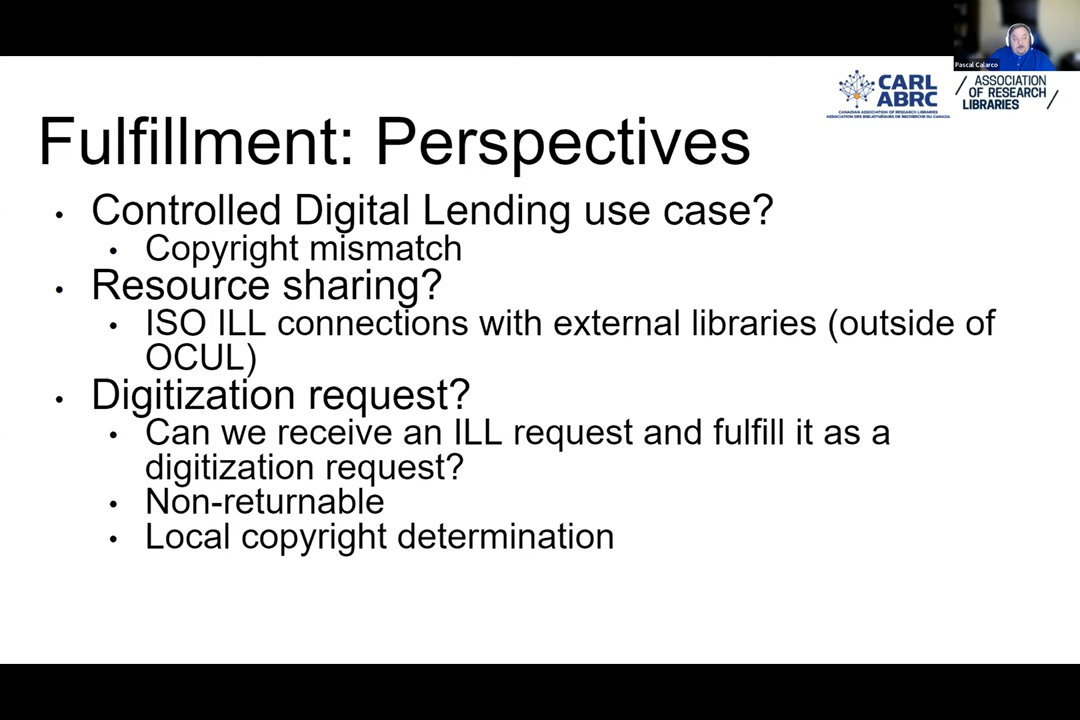 Pascal Calarco
CARL
ABRC
CANADIAN ASSOCIATION OF RESEARCH LIBRARIES
ASSOCIATION DES BIBLIOTHÈQUES DE RECHERCHE DU CANADA
ASSOCIATION
OF RESEARCH
LIBRARIES
Fulfillment: Perspectives
• Controlled Digital Lending use case?
• Copyright mismatch
• Resource sharing?
• ISO ILL connections with external libraries (outside of
OCUL)
• Digitization request?
• Can we receive an ILL request and fulfill it as a
digitization request?
• Non-returnable
• Local copyright determination